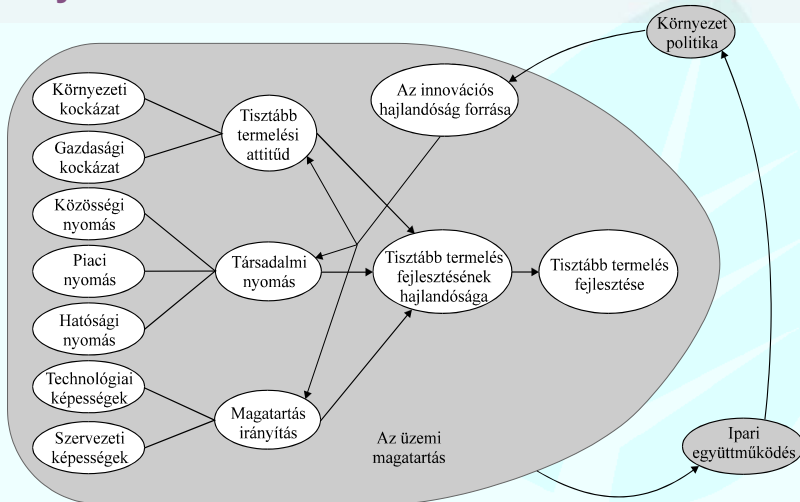 Környezet
politika
Környezeti
kockázat
Gazdasági
kockázat
Közösségi
nyomás
Piaci
nyomás
Hatósági
nyomás
Technológiai
képességek
Szervezeti
képességek
Tisztább
termelési
attitűd
Társadalmi
nyomás
Magatartás
irányítás
Az innovációs
hajlandóság forrása
Tisztább termelés
fejlesztésének
hajlandósága
Tisztább termelés
fejlesztése
Az üzemi
magatartás
Ipari
együttműködés